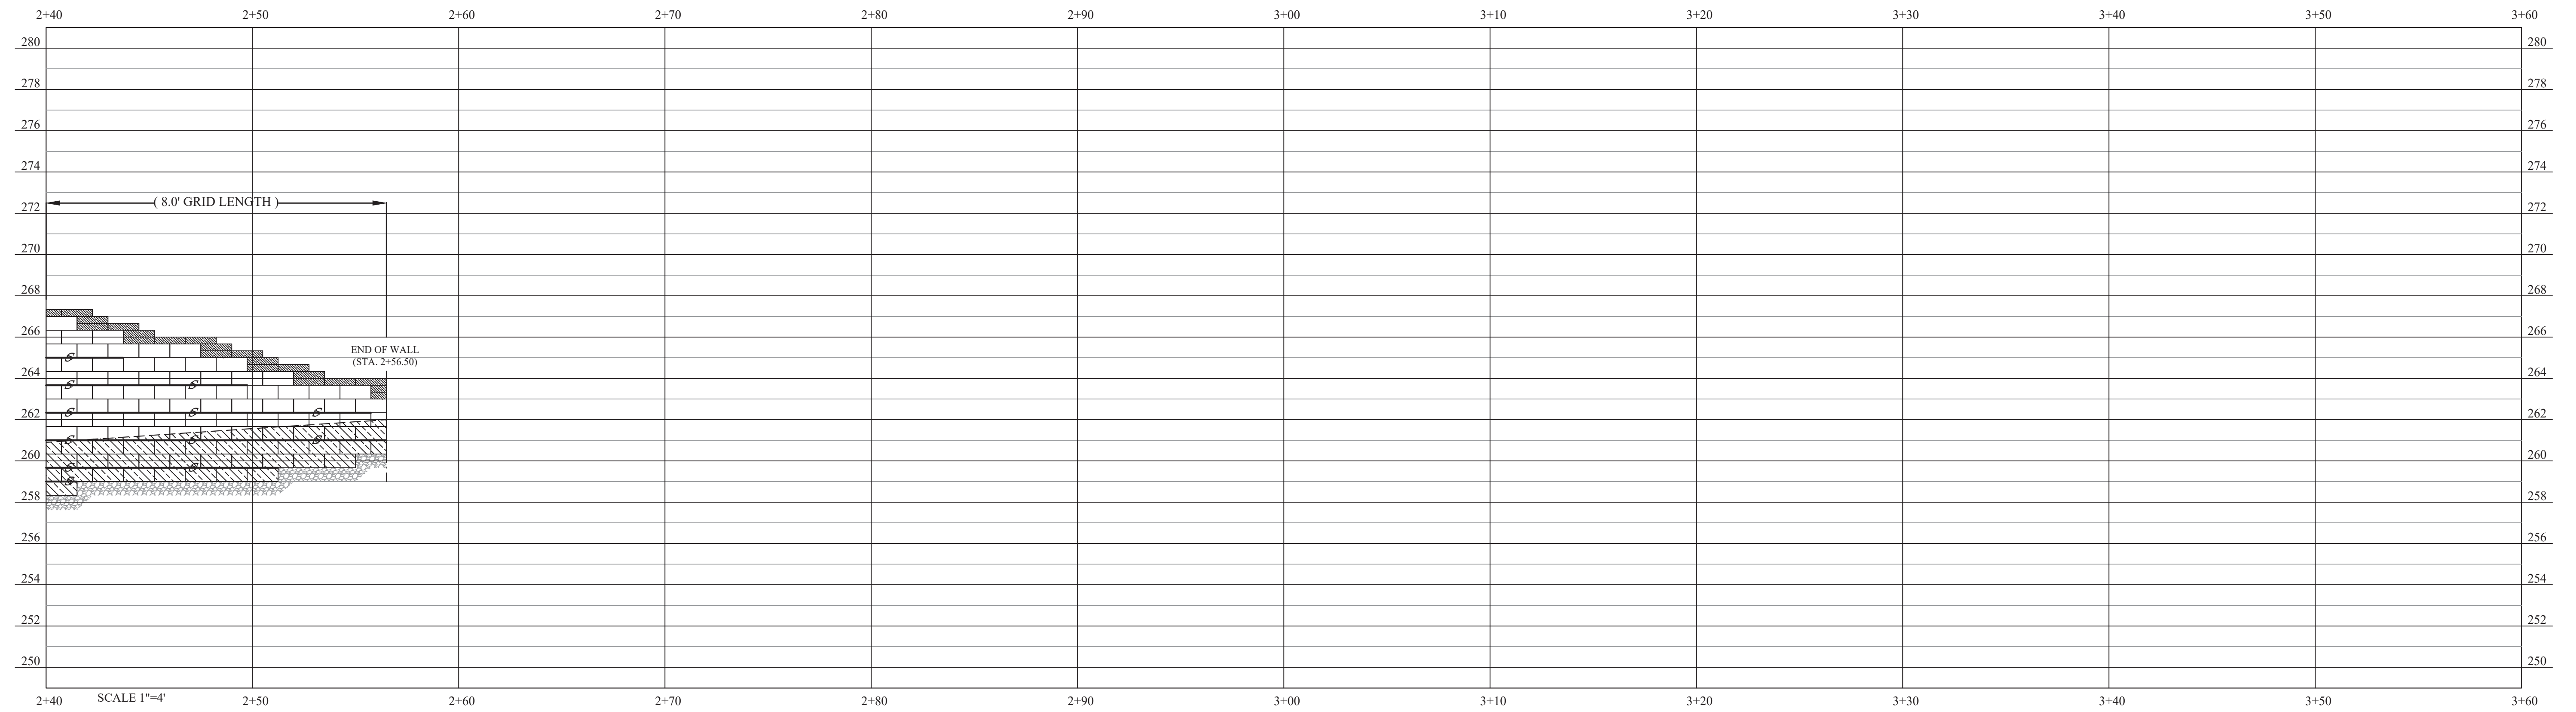 2+40 2+50 2+60 2+70 2+80 2+90 3+00 3+10 3+20 3+30 3+40 3+50 3+60
280 280
278 278
276 276
274 274
( 8.0' GRID LENGTH )
272 272
270 270
268 268
266 266
END OF WALL
(STA. 2+56.50)
S
264 264
S S
262 262
S S S
S S S
260 260
S S
S
258 258
256 256
254 254
252 252
250 250
SCALE 1"=4'
2+40 2+50 2+60 2+70 2+80 2+90 3+00 3+10 3+20 3+30 3+40 3+50 3+60